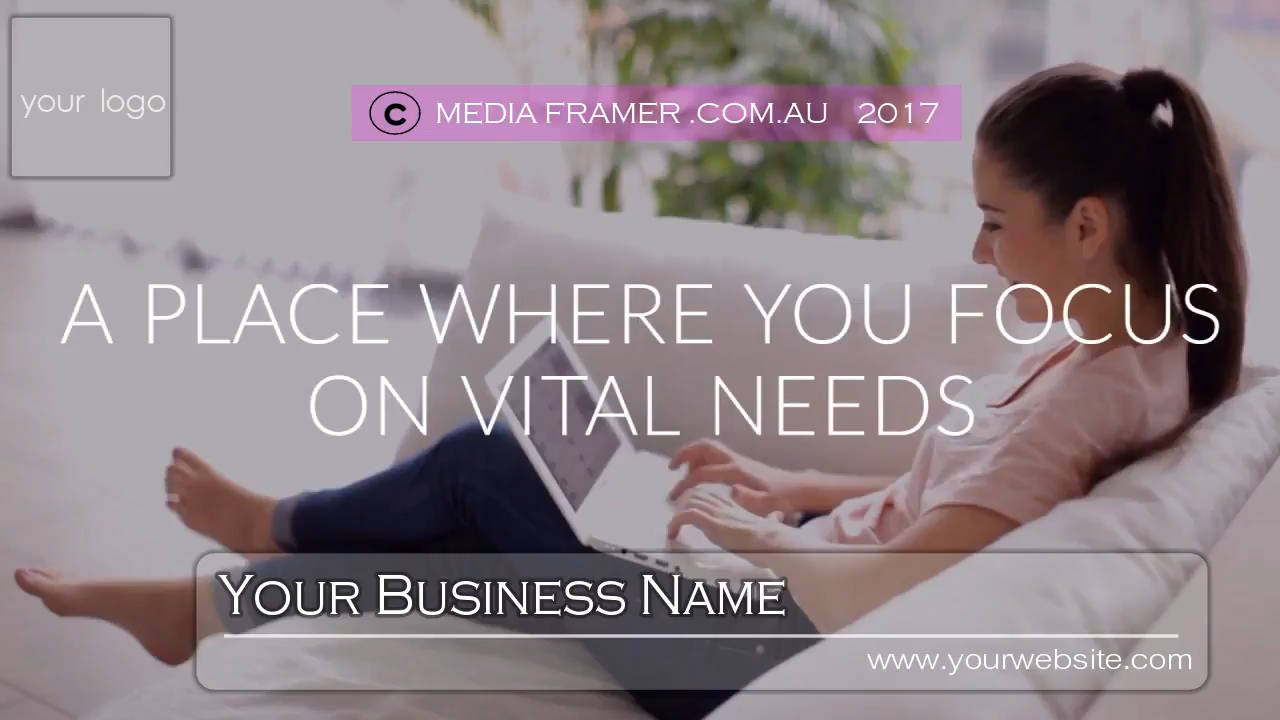 your logo
© MEDIA FRAMER .COM.AU 2017
A PLACE WHERE YOU FOCUS
ON VITAL NEEDS
YOUR BUSINESS NAME
www.yourwebsite.com